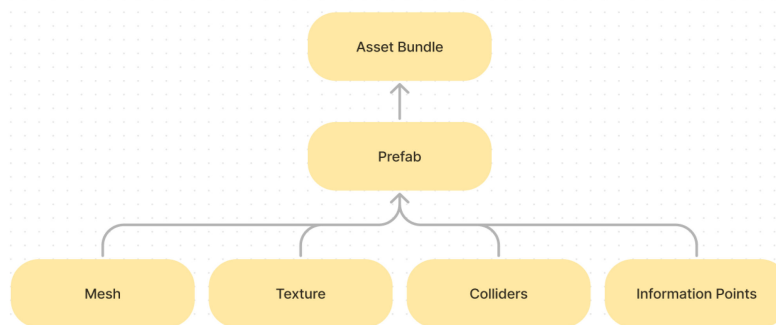 Asset Bundle
Prefab
Mesh
Texture
Colliders
Information Points